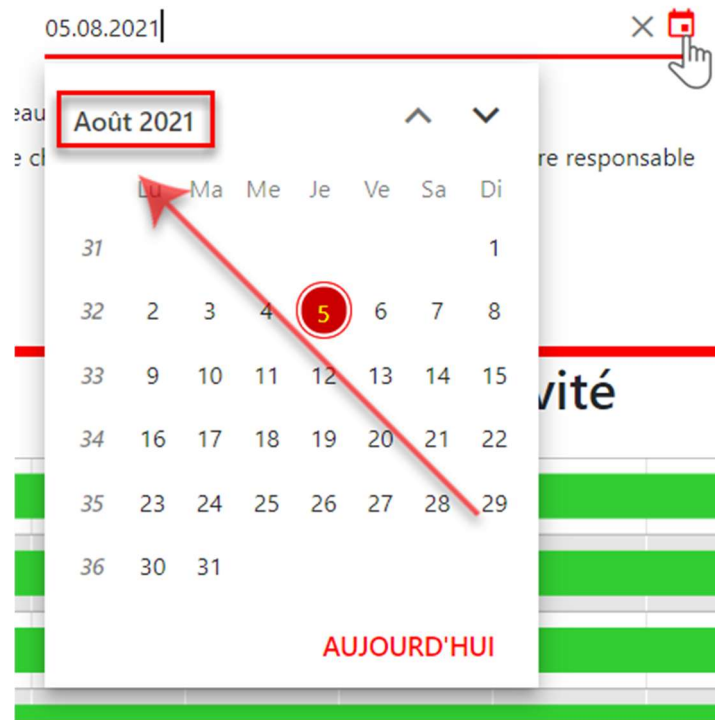 05.08.2021
eau
Août 2021
e ch
re responsable
Lu Ma Me Je Ve Sa Di
31 1
32 2 3 4 5 6 7 8
33 9 10 11 12 13 14 15
vité
34 16 17 18 19 20 21 22
35 23 24 25 26 27 28 29
36 30 31
AUJOURD'HUI